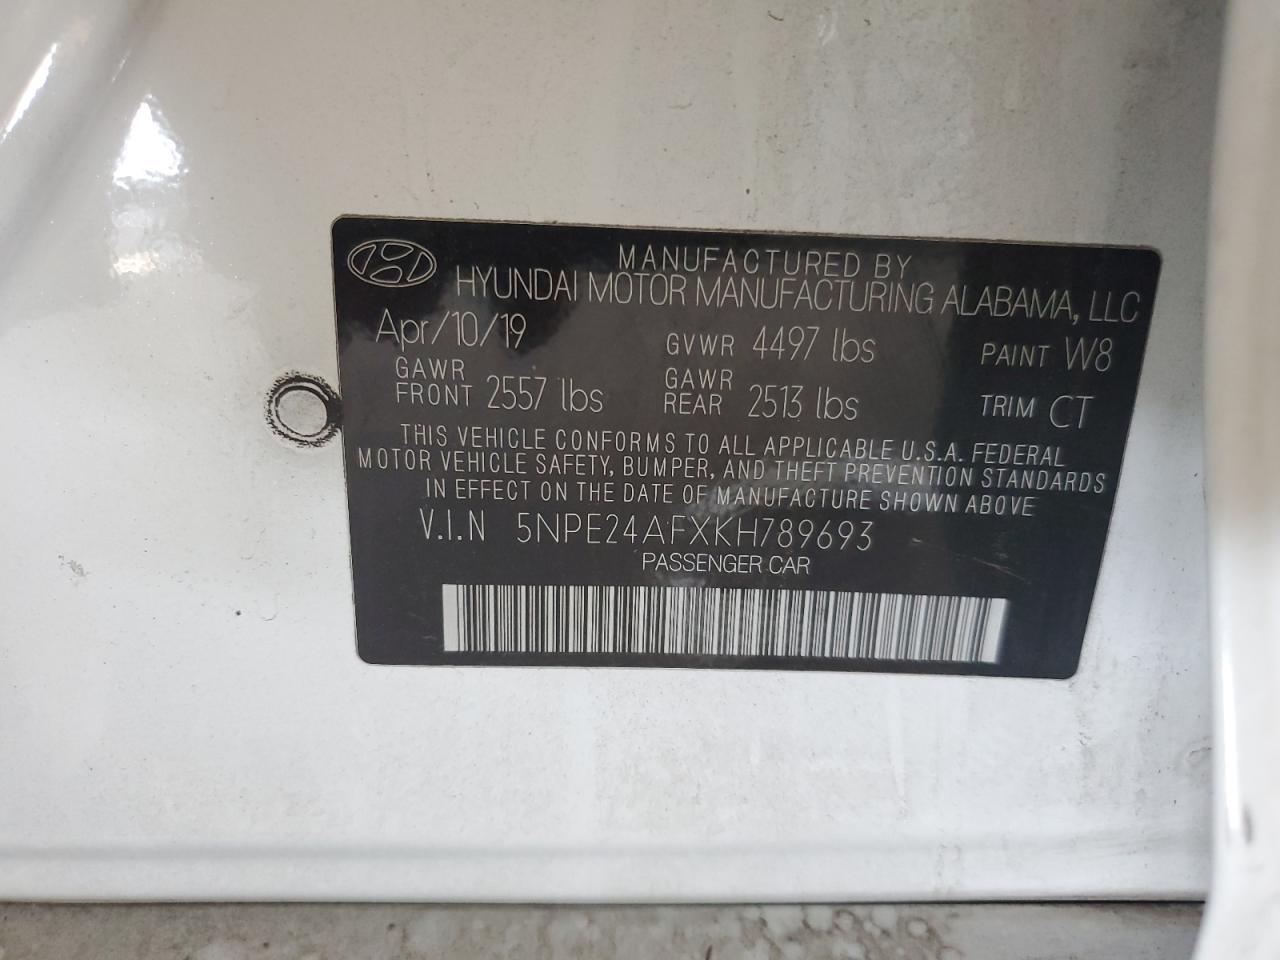 MANUFACTURED BY
HYUNDAI MOTOR MANUFACTURING ALABAMA, LLC
Apr/10/19 GVWR 4497 lbs PAINT W8
GAWR FRONT 2557 lbs GAWR REAR 2513 lbs TRIM CT
THIS VEHICLE CONFORMS TO ALL APPLICABLE U.S.A. FEDERAL
MOTOR VEHICLE SAFETY, BUMPER, AND THEFT PREVENTION STANDARDS
IN EFFECT ON THE DATE OF MANUFACTURE SHOWN ABOVE
V.I.N 5NPE24AFXKH789693
PASSENGER CAR